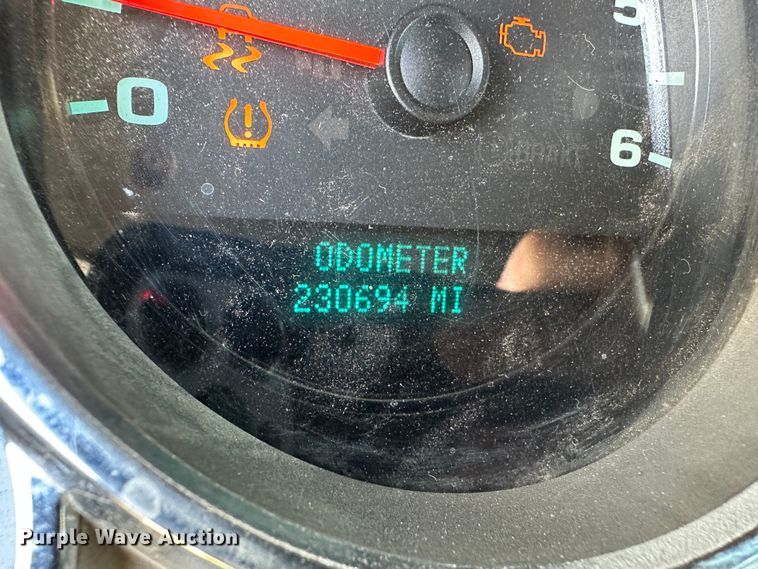 5
0
6
ODOMETER
230694 MI
Purple Wave Auction